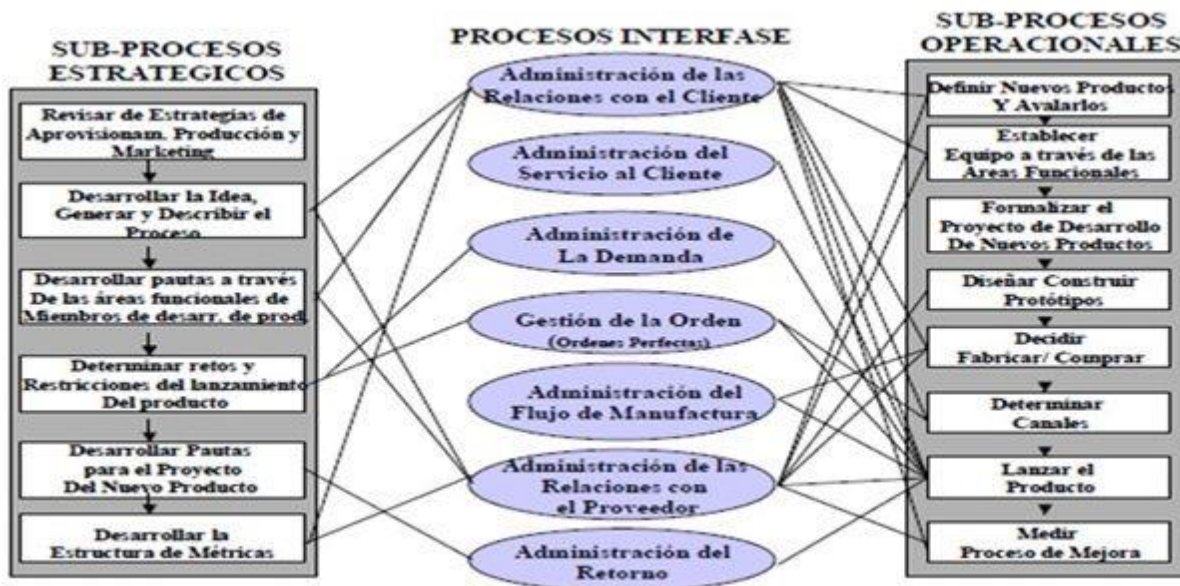 SUB-PROCESOS
ESTRATEGICOS
Revisar de Estrategias de
Aprovisionam. Producción y
Marketing
Desarrollar la Idea,
Generar y Describir el
Proceso
Desarrollar pautas a través
De las áreas funcionales de
Miembros de desarr. de prod.
Determinar retos y
Restricciones del lanzamiento
Del producto
Desarrollar Pautas
para el Proyecto
Del Nuevo Producto
Desarrollar la
Estructura de Métricas
PROCESOS INTERFASE
Administración de las
Relaciones con el Cliente
Administración del
Servicio al Cliente
Administración de
La Demanda
Gestión de la Orden
(Ordenes Perfectas)
Administración del
Flujo de Manufactura
Administración de las
Relaciones con
el Proveedor
Administración del
Retorno
SUB-PROCESOS
OPERACIONALES
Definir Nuevos Productos
Y Avalarlos
Establecer
Equipo a través de las
Areas Funcionales
Formalizar el
Proyecto de Desarrollo
De Nuevos Productos
Diseñar Construir
Protótipos
Decidir
Fabricar/ Comprar
Determinar
Canales
Lanzar el
Producto
Medir
Proceso de Mejora